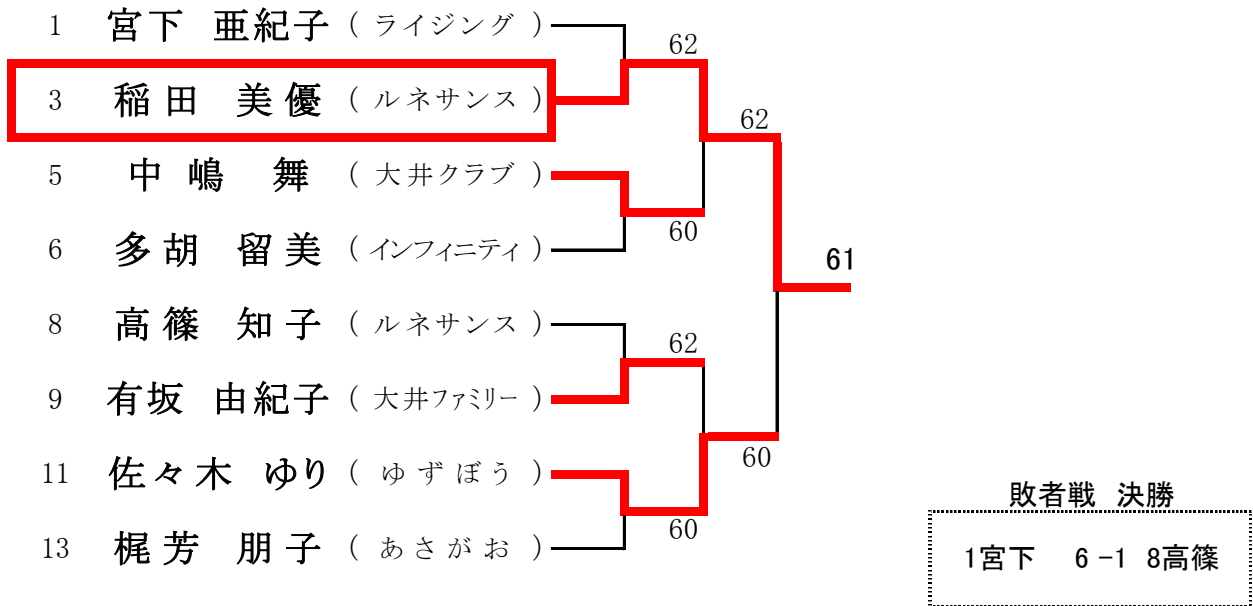 1 宮下 亜紀子 ( ライジング )
62
3 稲田 美優 ( ルネサンス )
62
5 中嶋 舞 ( 大井クラブ )
60
6 多胡 留美 ( インフィニティ )
61
8 高篠 知子 ( ルネサンス )
62
9 有坂 由紀子 ( 大井ファミリー )
60
11 佐々木 ゆり ( ゆずぼう )
60
13 梶芳 朋子 ( あさがお )
敗者戦 決勝
1宮下 6-1 8高篠